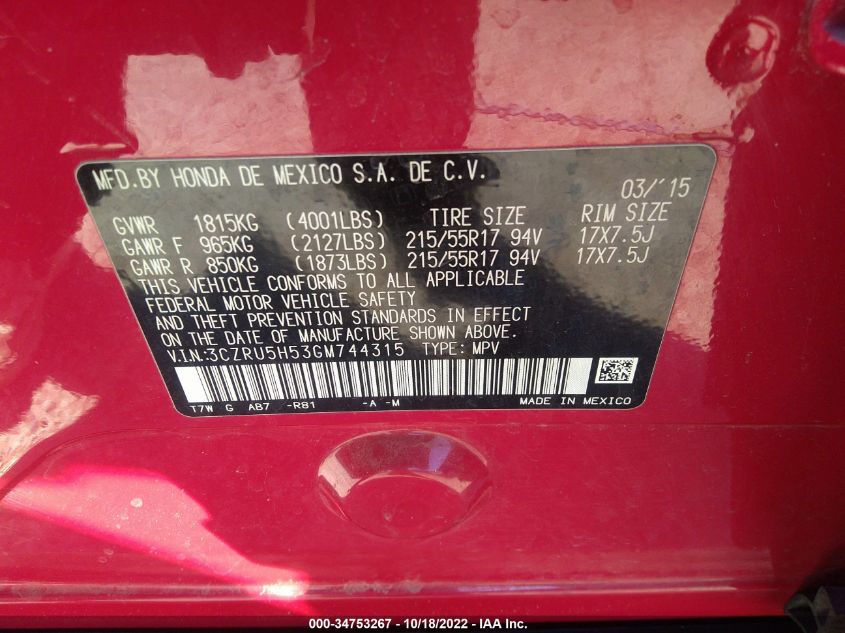 MFD.BY HONDA DE MEXICO S.A. DE C.V.
03/'15
GVWR 1815KG (4001LBS) TIRE SIZE RIM SIZE
GAWR F 965KG (2127LBS) 215/55R17 94V 17X7.5J
GAWR R 850KG (1873LBS) 215/55R17 94V 17X7.5J
THIS VEHICLE CONFORMS TO ALL APPLICABLE
FEDERAL MOTOR VEHICLE SAFETY
AND THEFT PREVENTION STANDARDS IN EFFECT
ON THE DATE OF MANUFACTURE SHOWN ABOVE.
V.I.N.3CZRU5H53GM744315 TYPE: MPV
T7W G AB7 -R81 -A -M MADE IN MEXICO
000-34753267 - 10/18/2022 - IAA Inc.